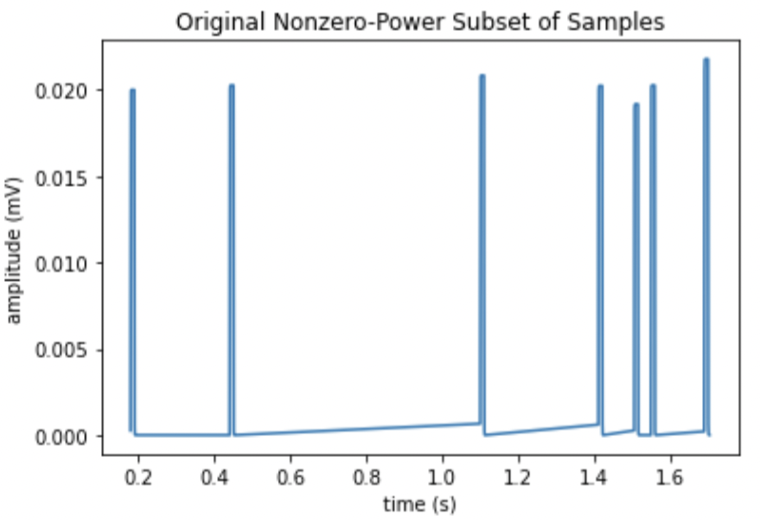 Original Nonzero-Power Subset of Samples
0.020
0.015
0.010
0.005
0.000
amplitude (mV)
0.2 0.4 0.6 0.8 1.0 1.2 1.4 1.6
time (s)